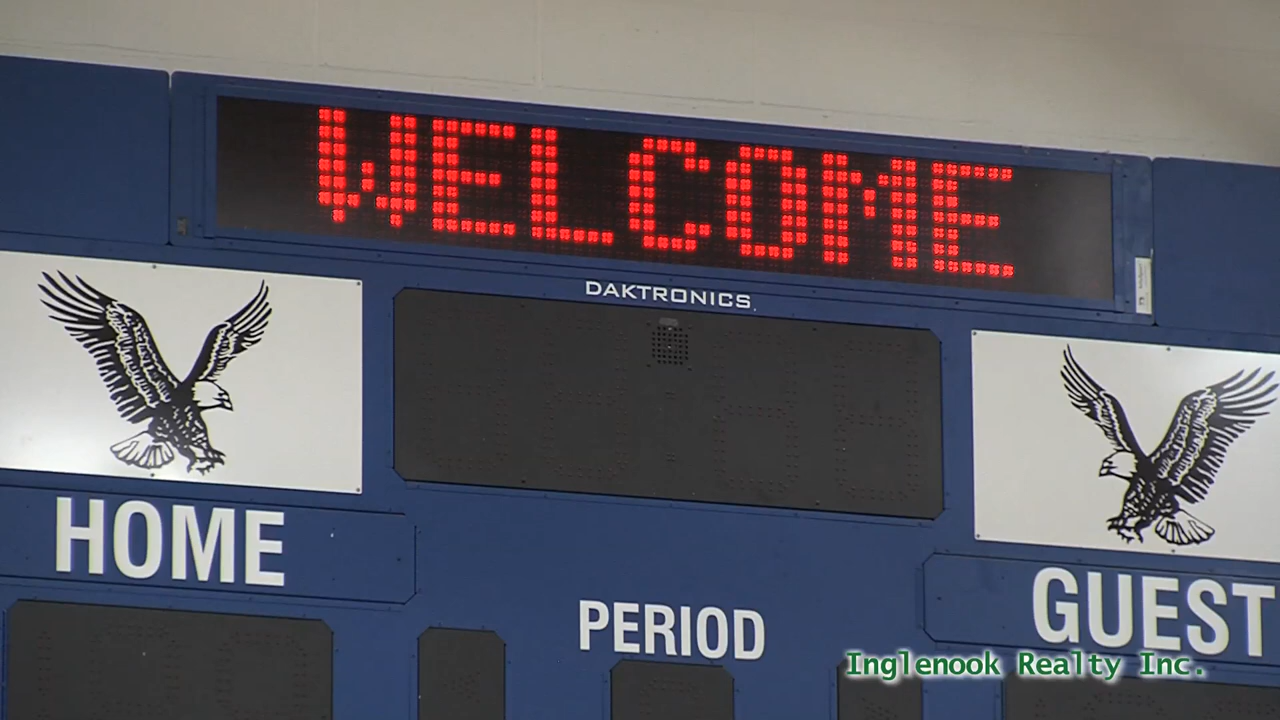 WELCOME
DAKTRONICS
HOME
GUEST
PERIOD
Inglenook Realty Inc.